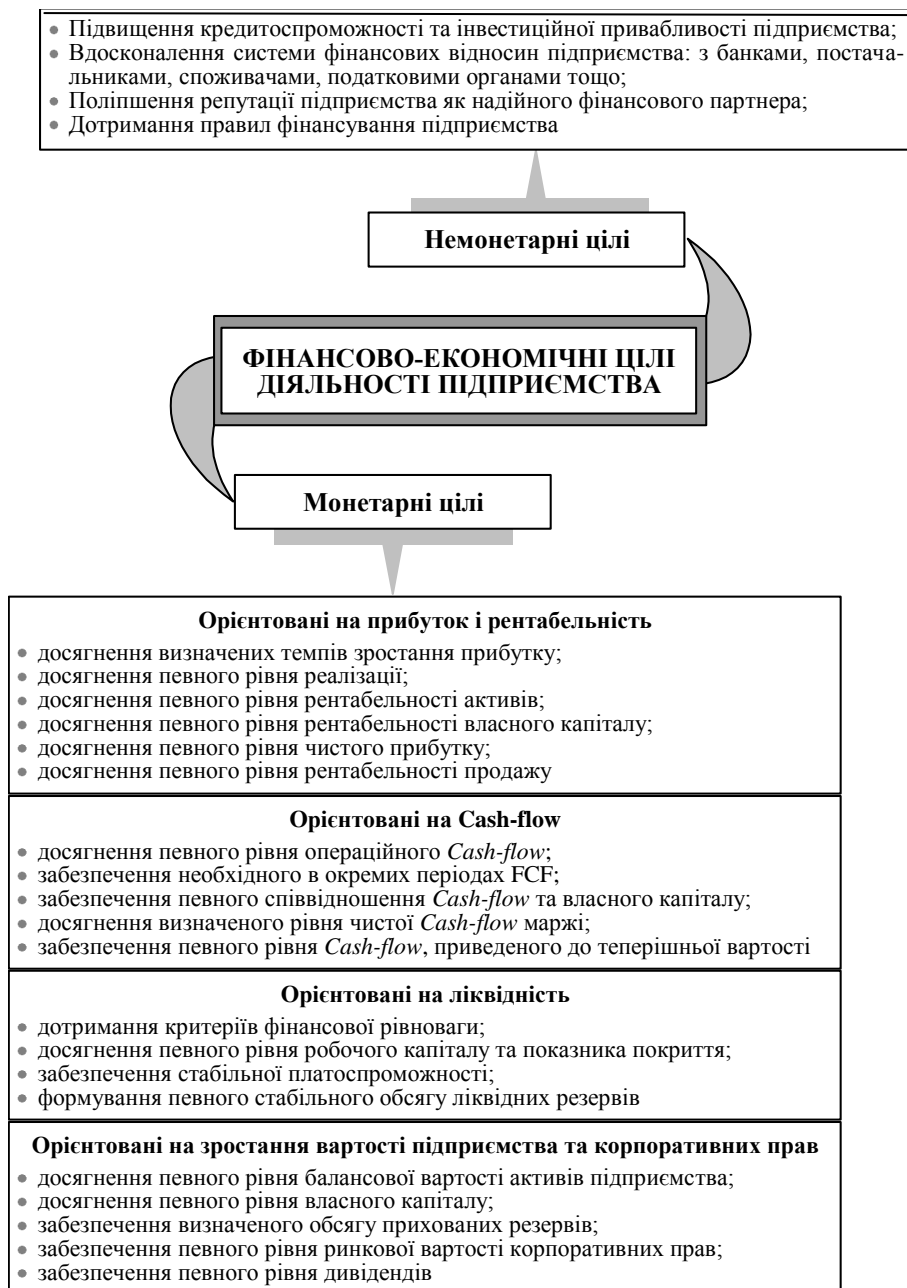 • Підвищення кредитоспроможності та інвестиційної привабливості підприємства;
• Вдосконалення системи фінансових відносин підприємства: з банками, постача-
льниками, споживачами, податковими органами тощо;
• Поліпшення репутації підприємства як надійного фінансового партнера;
• Дотримання правил фінансування підприємства
Немонетарні цілі
ФІНАНСОВО-ЕКОНОМІЧНІ ЦІЛІ
ДІЯЛЬНОСТІ ПІДПРИЄМСТВА
Монетарні цілі
Орієнтовані на прибуток і рентабельність
• досягнення визначених темпів зростання прибутку;
• досягнення певного рівня реалізації;
• досягнення певного рівня рентабельності активів;
• досягнення певного рівня рентабельності власного капіталу;
• досягнення певного рівня чистого прибутку;
• досягнення певного рівня рентабельності продажу
Орієнтовані на Cash-flow
• досягнення певного рівня операційного Cash-flow;
• забезпечення необхідного в окремих періодах FCF;
• забезпечення певного співвідношення Cash-flow та власного капіталу;
• досягнення визначеного рівня чистої Cash-flow маржі;
• забезпечення певного рівня Cash-flow, приведеного до теперішньої вартості
Орієнтовані на ліквідність
• дотримання критеріїв фінансової рівноваги;
• досягнення певного рівня робочого капіталу та показника покриття;
• забезпечення стабільної платоспроможності;
• формування певного стабільного обсягу ліквідних резервів
Орієнтовані на зростання вартості підприємства та корпоративних прав
• досягнення певного рівня балансової вартості активів підприємства;
• досягнення певного рівня власного капіталу;
• забезпечення визначеного обсягу прихованих резервів;
• забезпечення певного рівня ринкової вартості корпоративних прав;
• забезпечення певного рівня дивідендів